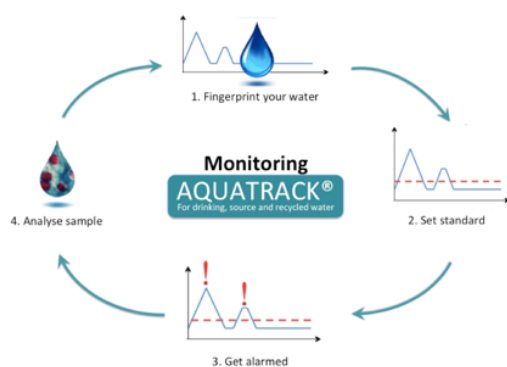 1. Fingerprint your water
Monitoring
AQUATRACK®
For drinking, source and recycled water
2. Set standard
! !
3. Get alarmed
4. Analyse sample